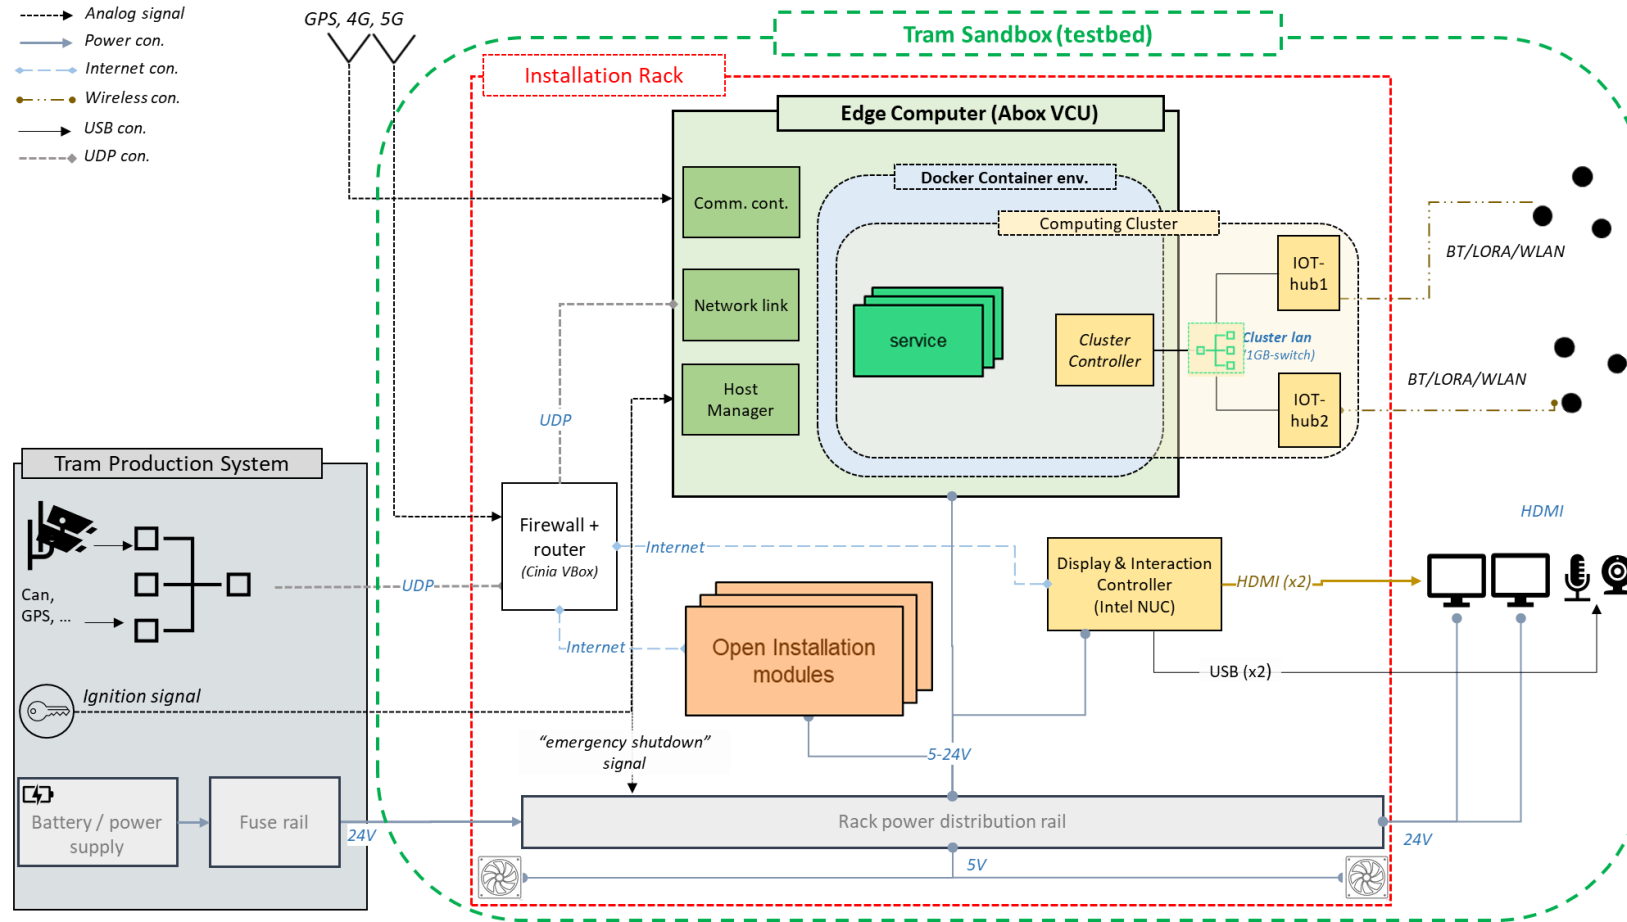 Analog signal
Power con.
Internet con.
Wireless con.
USB con.
UDP con.
GPS, 4G, 5G
Tram Sandbox (testbed)
Installation Rack
Edge Computer (Abox VCU)
Comm. cont.
Network link
Host
Manager
Docker Container env.
Computing Cluster
service
Cluster
Controller
Cluster lan
(1GB-switch)
IOT-
hub1
IOT-
hub2
BT/LORA/WLAN
BT/LORA/WLAN
UDP
Tram Production System
Can,
GPS, ...
UDP
Firewall +
router
(Cinia VBox)
Internet
Internet
Open Installation
modules
Display & Interaction
Controller
(Intel NUC)
HDMI (x2)
HDMI
USB (x2)
Ignition signal
“emergency shutdown”
signal
5-24V
Battery / power
supply
Fuse rail
24V
Rack power distribution rail
24V
5V